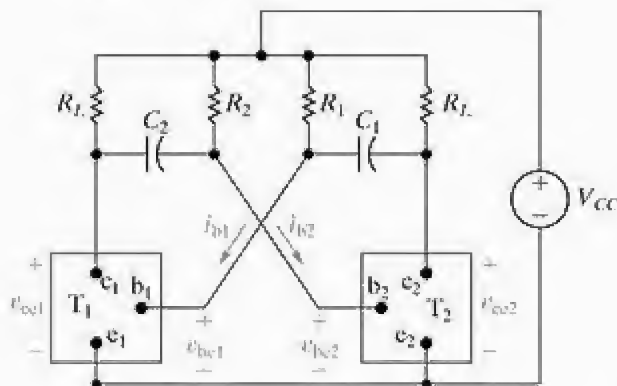 R_L
R_2
R_1
R_L
C_2
C_1
+
−
V_CC
i_b1
i_b2
+
v_ce1
−
c_1
b_1
T_1
e_1
+
v_be1
−
+
v_be2
−
b_2
c_2
T_2
e_2
+
v_ce2
−